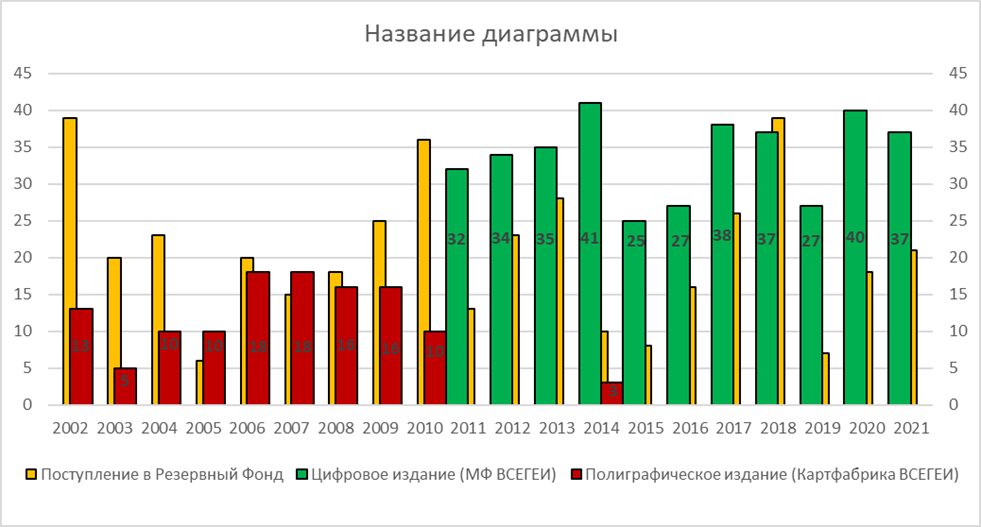 Название диаграммы
45 45
40 40
35 35
30 30
25 25
20 20
15 15
10 10
5 5
0 0
13 5 10 10 18 18 16 16 10 32 34 35 41 3 25 27 38 37 27 40 37
2002 2003 2004 2005 2006 2007 2008 2009 2010 2011 2012 2013 2014 2015 2016 2017 2018 2019 2020 2021
Поступление в Резервный Фонд Цифровое издание (МФ ВСЕГЕИ) Полиграфическое издание (Картфабрика ВСЕГЕИ)